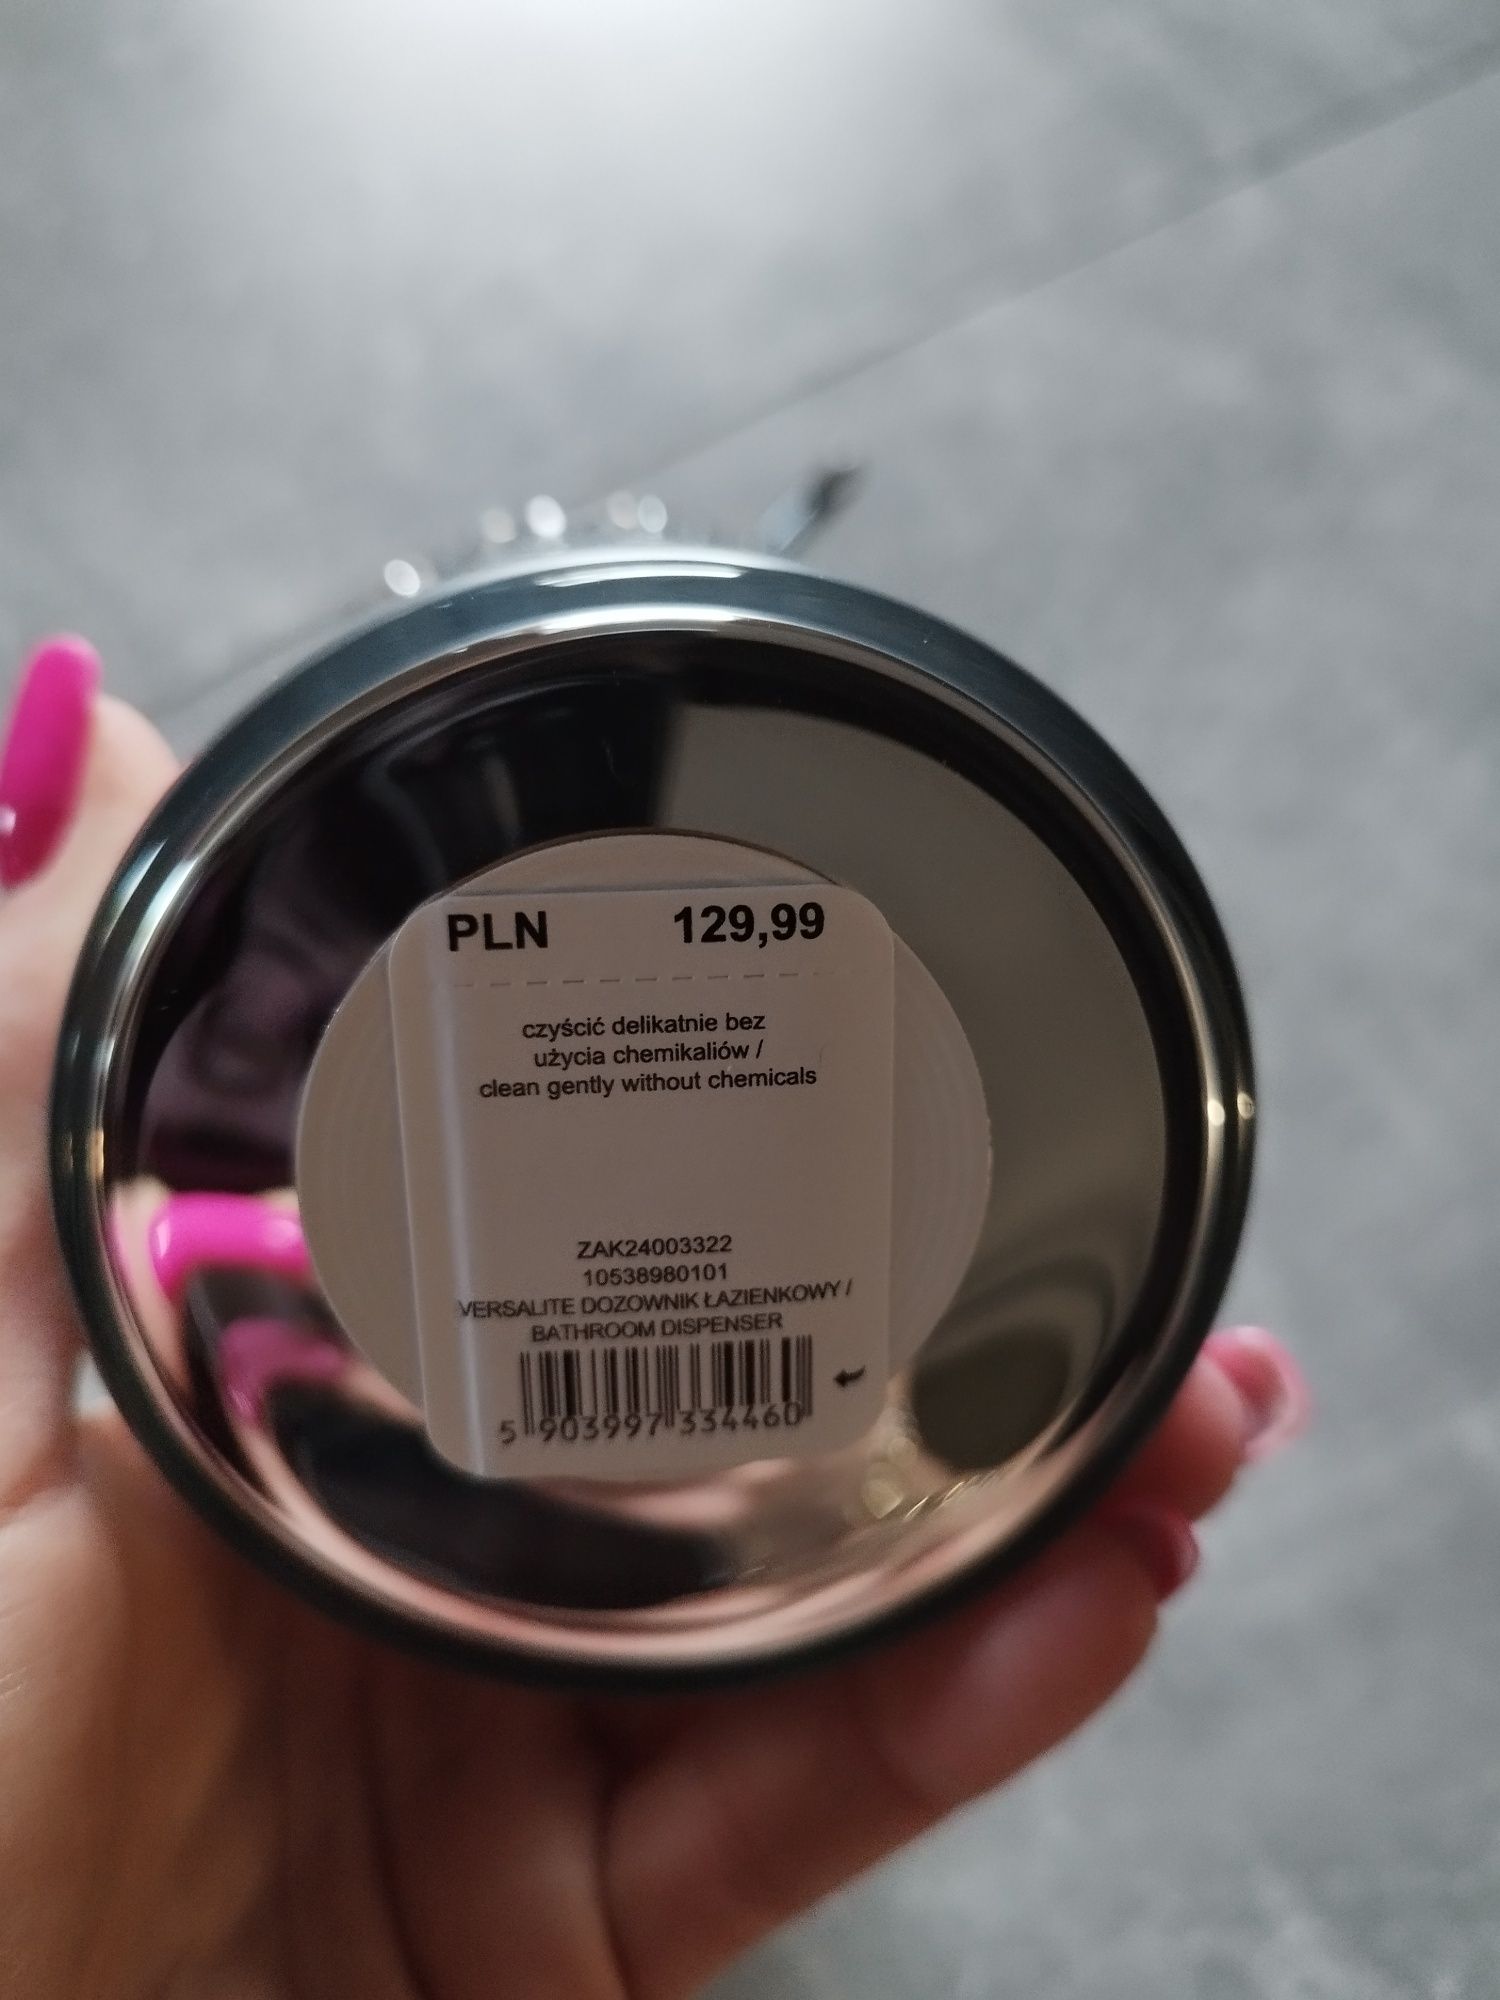 PLN 129,99
czyścić delikatnie bez
użycia chemikaliów /
clean gently without chemicals
ZAK24003322
10538980101
VERSALITE DOZOWNIK ŁAZIENKOWY /
BATHROOM DISPENSER
5 903997 334460